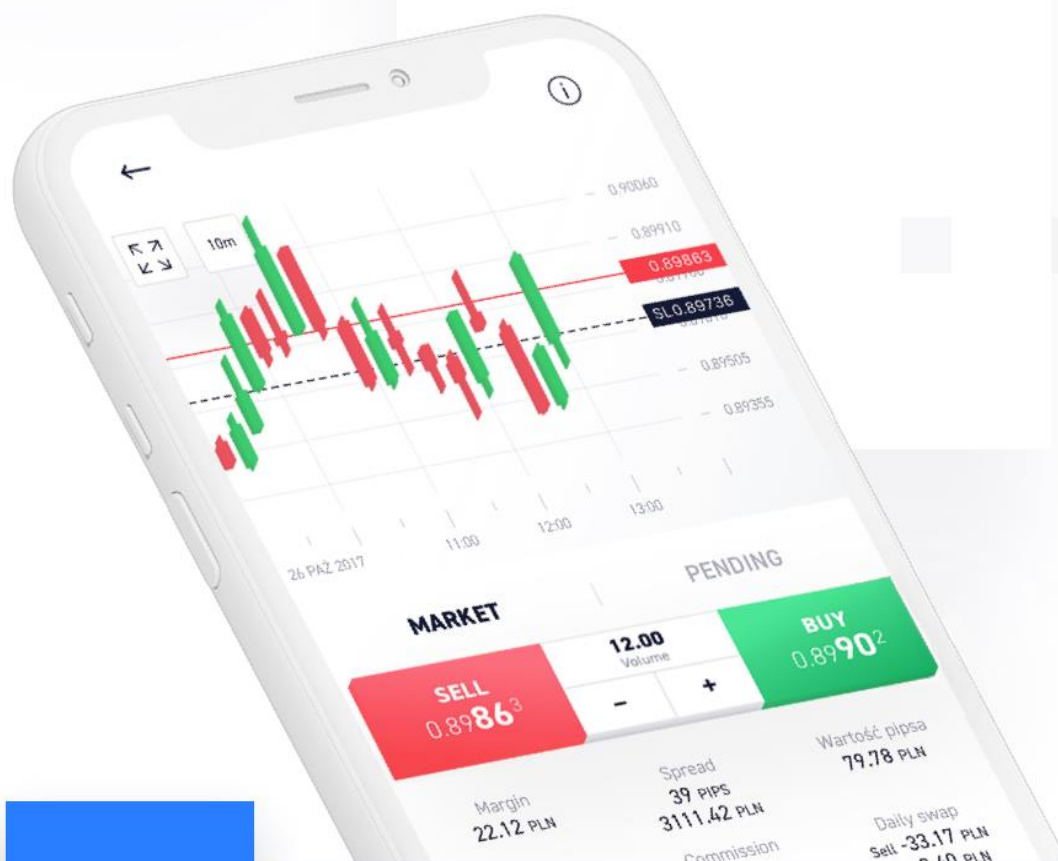 10m
0.90060
0.89910
0.89863
SL0.89736
0.89505
0.89355
26 PAŹ 2017
11:00
12:00
13:00
MARKET
PENDING
SELL
0.89863
12.00
Volume
-
+
BUY
0.89902
Margin
22.12 PLN
Spread
39 PIPS
3111.42 PLN
Wartość pipsa
79.78 PLN
Commission
Daily swap
Sell -33.17 PLN